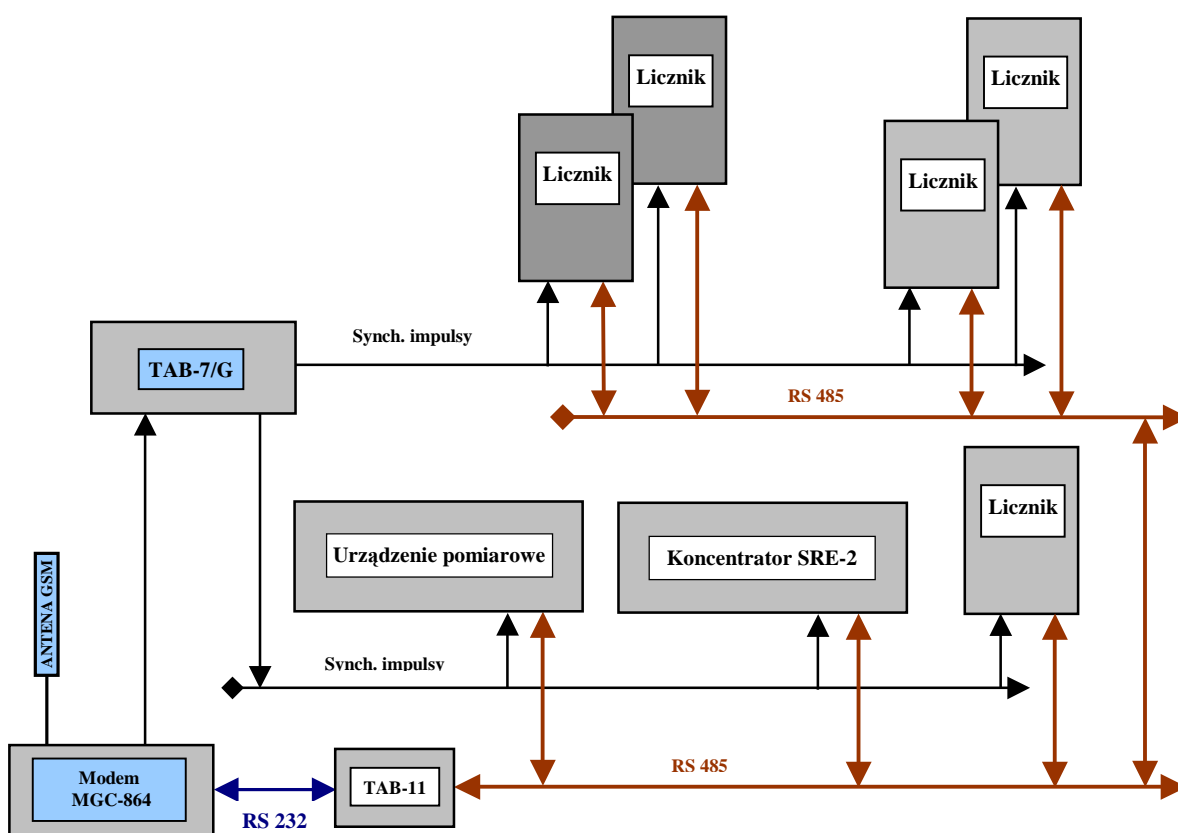 Licznik
Licznik
Licznik
Licznik
Synch. impulsy
TAB-7/G
RS 485
Licznik
Urządzenie pomiarowe
Koncentrator SRE-2
ANTENA GSM
Synch. impulsy
RS 485
Modem
MGC-864
TAB-11
RS 232